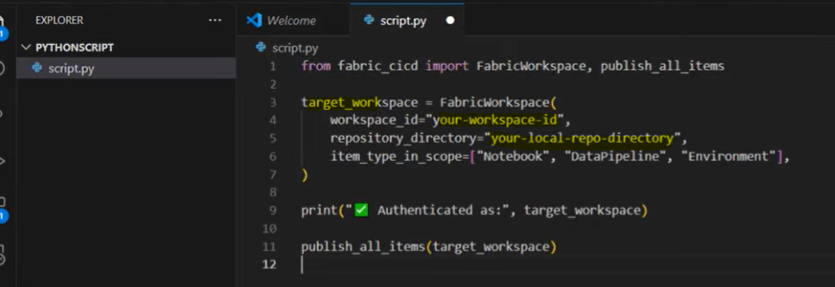 EXPLORER ...
PYTHONSCRIPT
script.py
Welcome
script.py
script.py
1 from fabric_cicd import FabricWorkspace, publish_all_items
2
3 target_workspace = FabricWorkspace(
4     workspace_id="your-workspace-id",
5     repository_directory="your-local-repo-directory",
6     item_type_in_scope=["Notebook", "DataPipeline", "Environment"],
7 )
8
9 print("✅ Authenticated as:", target_workspace)
10
11 publish_all_items(target_workspace)
12